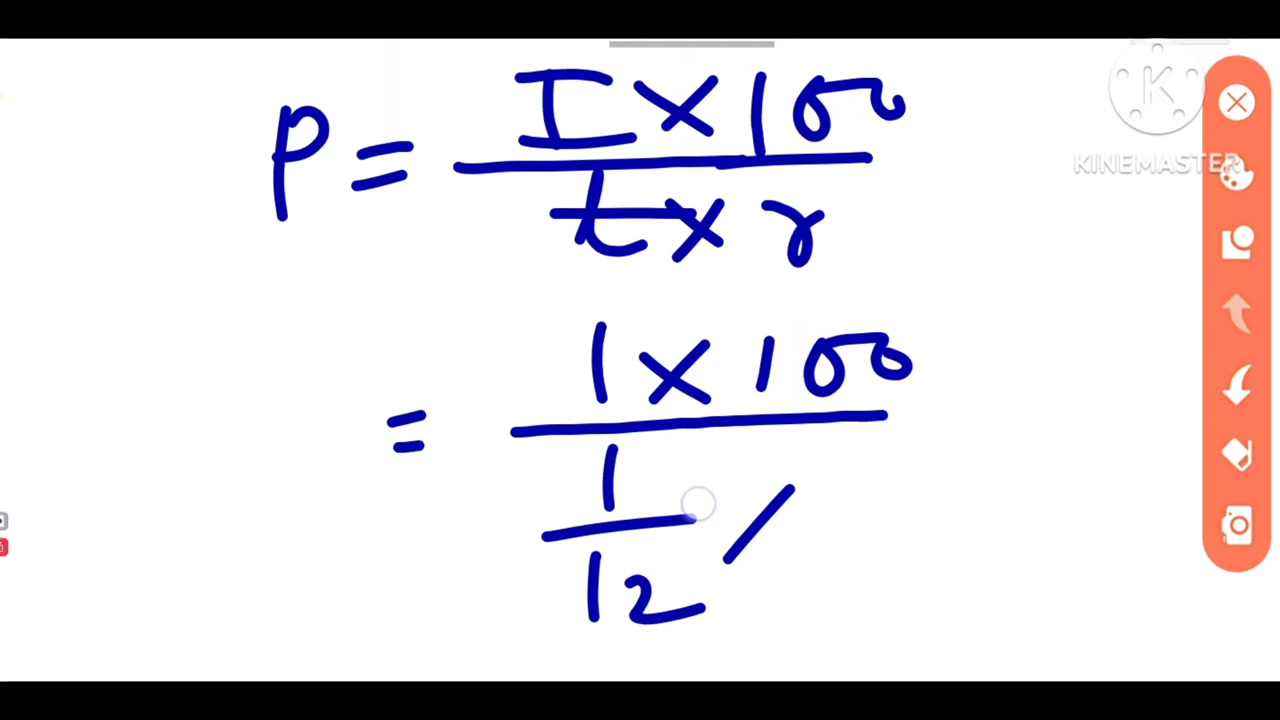 KINEMASTER
P = I × 100
t × r
= 1 × 100
1
12 /